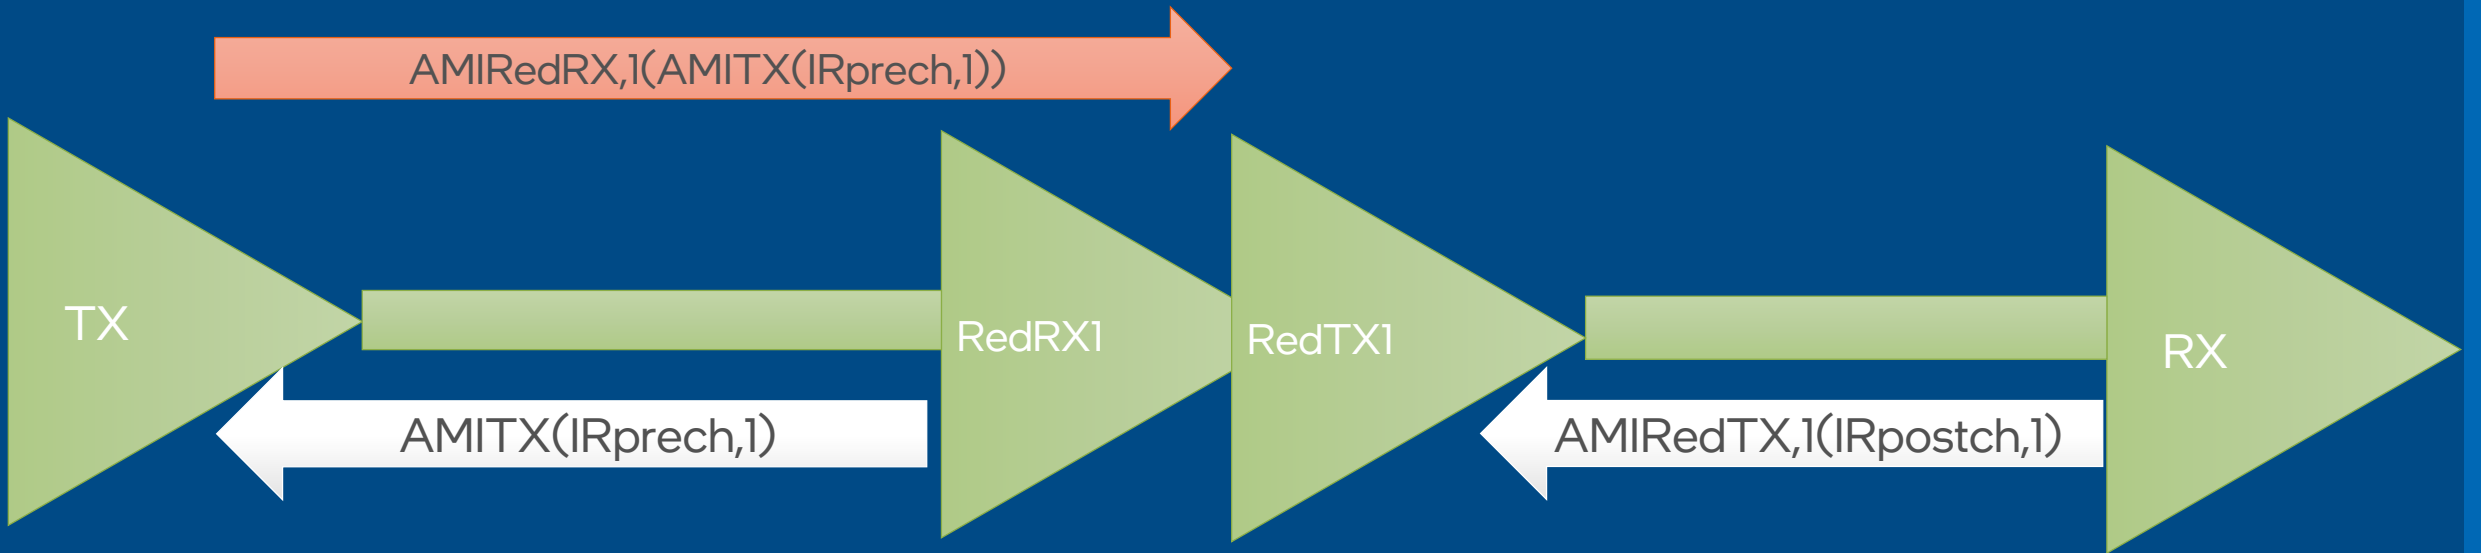 AMIRedRX,1(AMITX(IRprech,1))
TX
RedRX1
RedTX1
RX
AMITX(IRprech,1)
AMIRedTX,1(IRpostch,1)